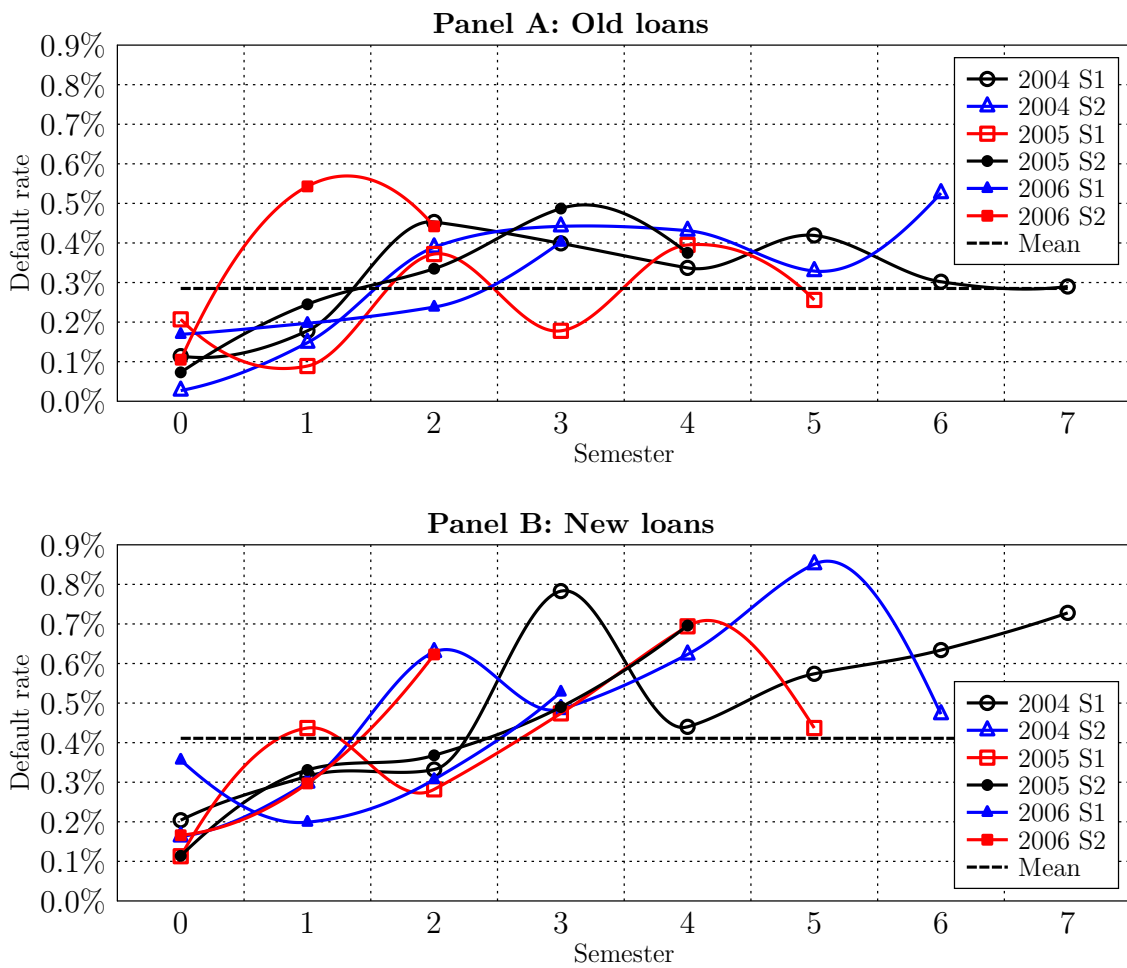 Panel A: Old loans
0.9%
0.8%
0.7%
0.6%
0.5%
0.4%
0.3%
0.2%
0.1%
0.0%
Default rate
2004 S1
2004 S2
2005 S1
2005 S2
2006 S1
2006 S2
Mean
0 1 2 3 4 5 6 7
Semester
Panel B: New loans
0.9%
0.8%
0.7%
0.6%
0.5%
0.4%
0.3%
0.2%
0.1%
0.0%
Default rate
2004 S1
2004 S2
2005 S1
2005 S2
2006 S1
2006 S2
Mean
0 1 2 3 4 5 6 7
Semester